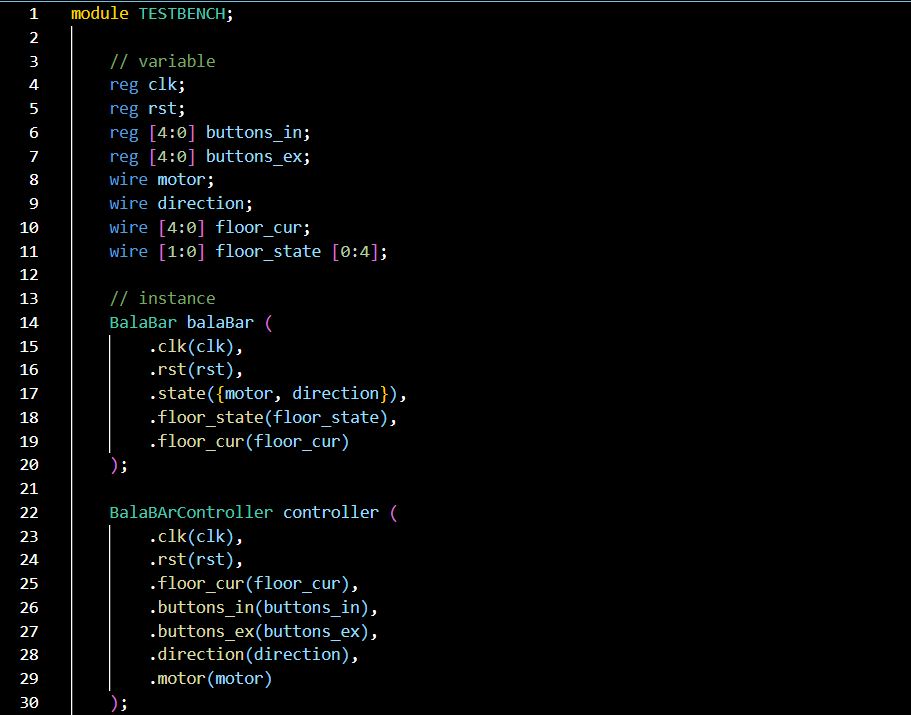 1 module TESTBENCH;
2
3 // variable
4 reg clk;
5 reg rst;
6 reg [4:0] buttons_in;
7 reg [4:0] buttons_ex;
8 wire motor;
9 wire direction;
10 wire [4:0] floor_cur;
11 wire [1:0] floor_state [0:4];
12
13 // instance
14 BalaBar balaBar (
15 .clk(clk),
16 .rst(rst),
17 .state({motor, direction}),
18 .floor_state(floor_state),
19 .floor_cur(floor_cur)
20 );
21
22 BalaBArController controller (
23 .clk(clk),
24 .rst(rst),
25 .floor_cur(floor_cur),
26 .buttons_in(buttons_in),
27 .buttons_ex(buttons_ex),
28 .direction(direction),
29 .motor(motor)
30 );